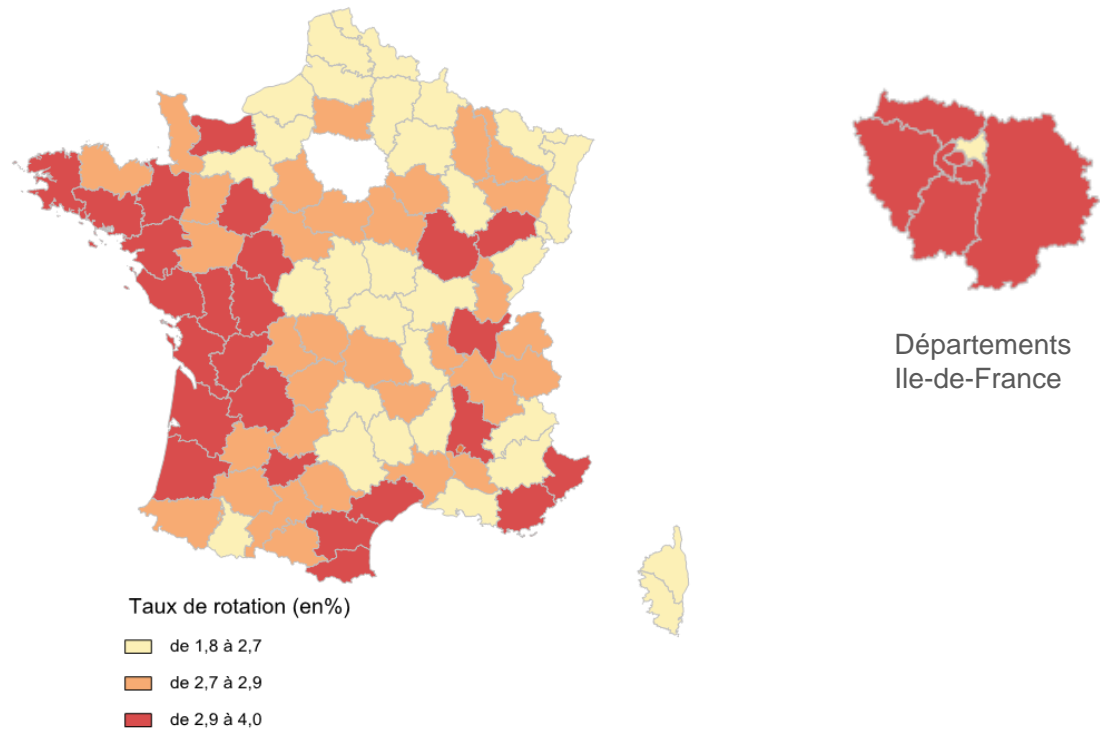 Départements
Ile-de-France
Taux de rotation (en%)
de 1,8 à 2,7
de 2,7 à 2,9
de 2,9 à 4,0